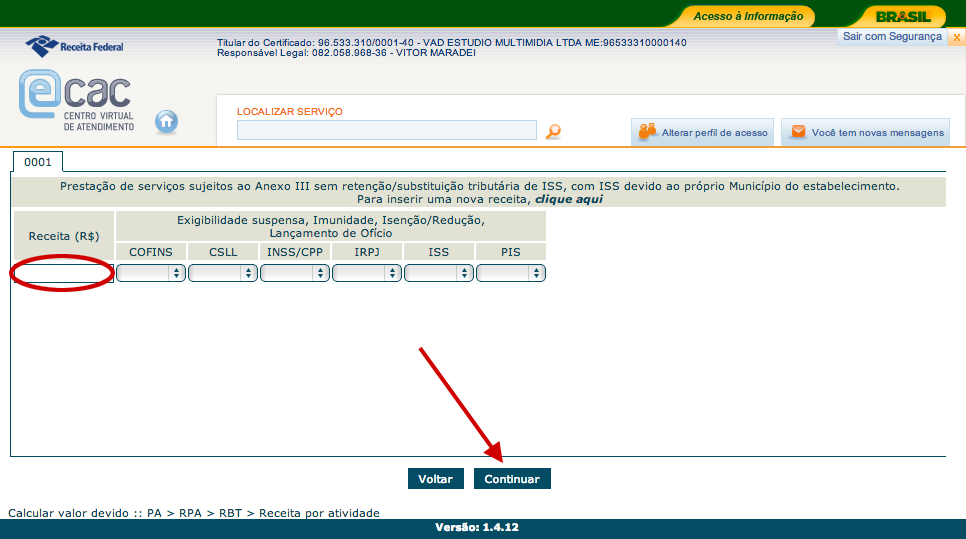 Acesso à Informação
BRASIL
Receita Federal
Titular do Certificado: 96.533.310/0001-40 - VAD ESTUDIO MULTIMIDIA LTDA ME:96533310000140
Responsável Legal: 082.058.968-36 - VITOR MARADEI
Sair com Segurança x
ecac
CENTRO VIRTUAL
DE ATENDIMENTO
LOCALIZAR SERVIÇO
Alterar perfil de acesso
Você tem novas mensagens
0001
Prestação de serviços sujeitos ao Anexo III sem retenção/substituição tributária de ISS, com ISS devido ao próprio Município do estabelecimento.
Para inserir uma nova receita, clique aqui
Receita (R$)
Exigibilidade suspensa, Imunidade, Isenção/Redução,
Lançamento de Ofício
COFINS CSLL INSS/CPP IRPJ ISS PIS
Voltar Continuar
Calcular valor devido :: PA > RPA > RBT > Receita por atividade
Versão: 1.4.12